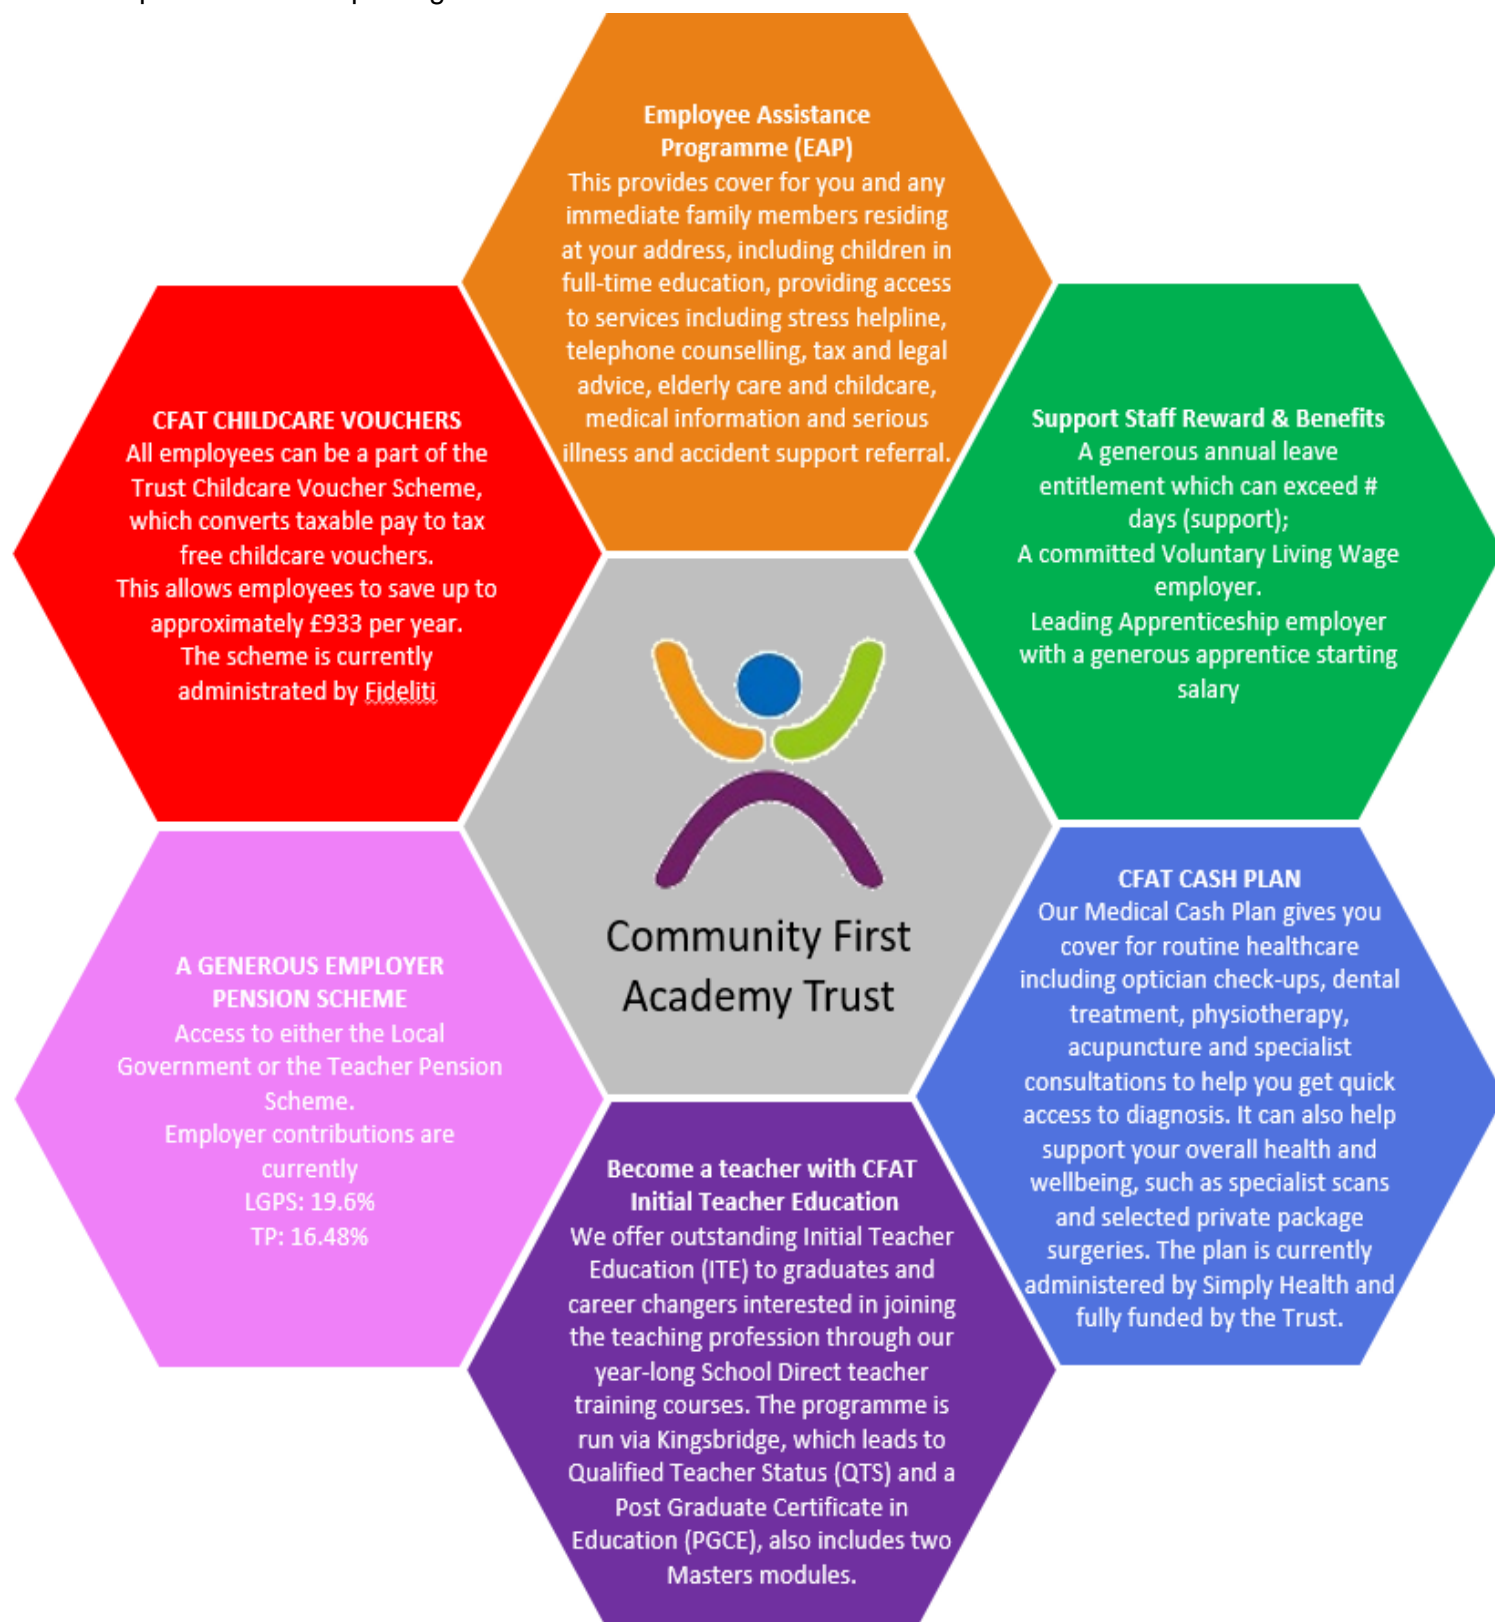 Employee Assistance
Programme (EAP)
This provides cover for you and any
immediate family members residing
at your address, including children in
full-time education, providing access
to services including stress helpline,
telephone counselling, tax and legal
advice, elderly care and childcare,
medical information and serious
illness and accident support referral.
CFAT CHILDCARE VOUCHERS
All employees can be a part of the
Trust Childcare Voucher Scheme,
which converts taxable pay to tax
free childcare vouchers.
This allows employees to save up to
approximately £933 per year.
The scheme is currently
administrated by Fideliti
Support Staff Reward & Benefits
A generous annual leave
entitlement which can exceed #
days (support);
A committed Voluntary Living Wage
employer.
Leading Apprenticeship employer
with a generous apprentice starting
salary
Community First
Academy Trust
A GENEROUS EMPLOYER
PENSION SCHEME
Access to either the Local
Government or the Teacher Pension
Scheme.
Employer contributions are
currently
LGPS: 19.6%
TP: 16.48%
CFAT CASH PLAN
Our Medical Cash Plan gives you
cover for routine healthcare
including optician check-ups, dental
treatment, physiotherapy,
acupuncture and specialist
consultations to help you get quick
access to diagnosis. It can also help
support your overall health and
wellbeing, such as specialist scans
and selected private package
surgeries. The plan is currently
administered by Simply Health and
fully funded by the Trust.
Become a teacher with CFAT
Initial Teacher Education
We offer outstanding Initial Teacher
Education (ITE) to graduates and
career changers interested in joining
the teaching profession through our
year-long School Direct teacher
training courses. The programme is
run via Kingsbridge, which leads to
Qualified Teacher Status (QTS) and a
Post Graduate Certificate in
Education (PGCE), also includes two
Masters modules.